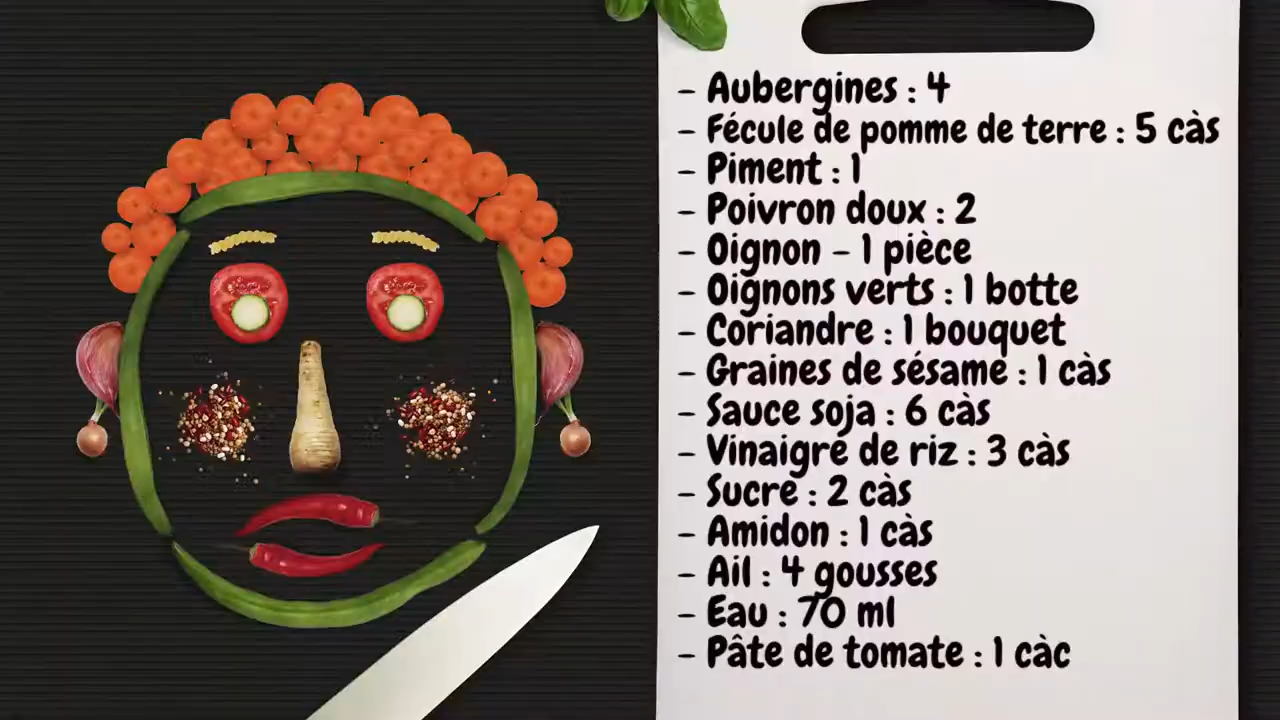 - Aubergines : 4
- Fécule de pomme de terre : 5 càs
- Piment : 1
- Poivron doux : 2
- Oignon - 1 pièce
- Oignons verts : 1 botte
- Coriandre : 1 bouquet
- Graines de sésame : 1 càs
- Sauce soja : 6 càs
- Vinaigre de riz : 3 càs
- Sucre : 2 càs
- Amidon : 1 càs
- Ail : 4 gousses
- Eau : 70 ml
- Pâte de tomate : 1 càc